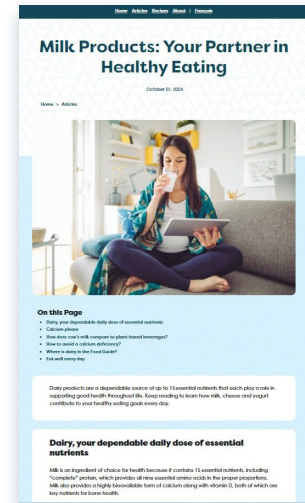 Home Articles Recipes About | Français
Milk Products: Your Partner in
Healthy Eating
October 01, 2024
Home > Articles
On this Page
Dairy, your dependable daily dose of essential nutrients
Calcium please
How does cow's milk compare to plant-based beverages?
How to avoid a calcium deficiency?
Where is dairy in the Food Guide?
Eat well every day
Dairy products are a dependable source of up to 15 essential nutrients that each play a role in
supporting good health throughout life. Keep reading to learn how milk, cheese and yogurt
contribute to your healthy eating goals every day.
Dairy, your dependable daily dose of essential
nutrients
Milk is an ingredient of choice for health because it contains 15 essential nutrients, including
"complete" protein, which provides all nine essential amino acids in the proper proportions.
Milk also provides a highly bioavailable form of calcium along with vitamin D, both of which are
key nutrients for bone health.